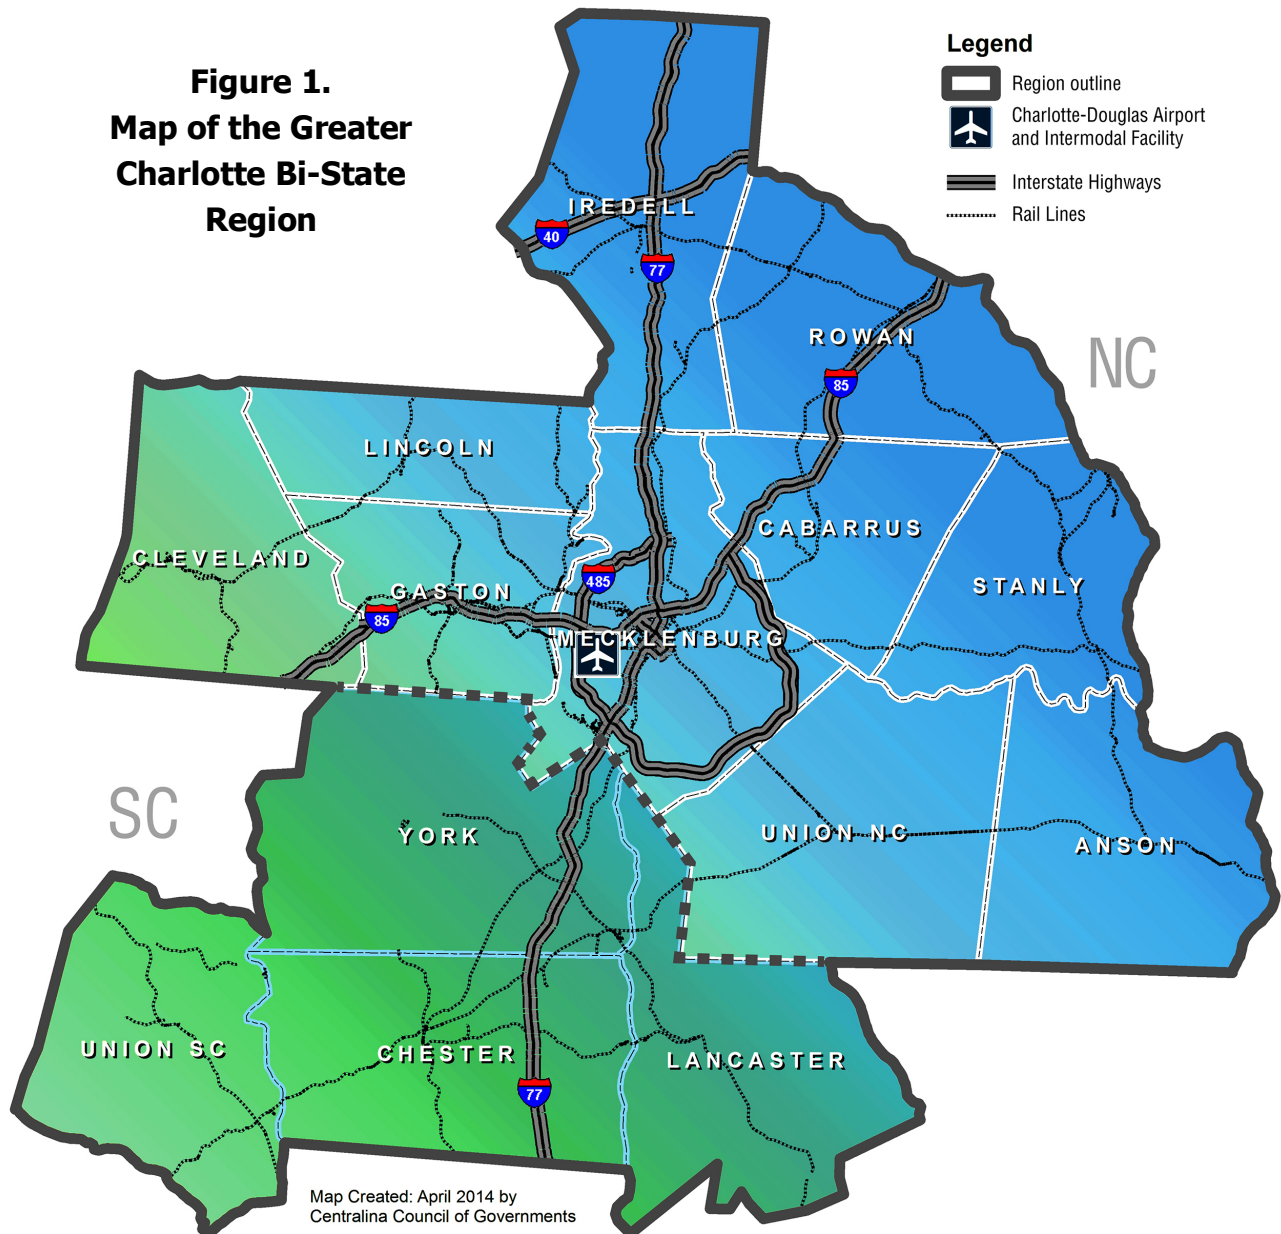 Figure 1.
Map of the Greater
Charlotte Bi-State
Region
Legend
Region outline
Charlotte-Douglas Airport
and Intermodal Facility
Interstate Highways
Rail Lines
IREDELL
40
77
NC
ROWAN
85
LINCOLN
CABARRUS
CLEVELAND
485
STANLY
GASTON
85
MECKLENBURG
SC
YORK
UNION NC
ANSON
UNION SC
CHESTER
LANCASTER
77
Map Created: April 2014 by
Centralina Council of Governments